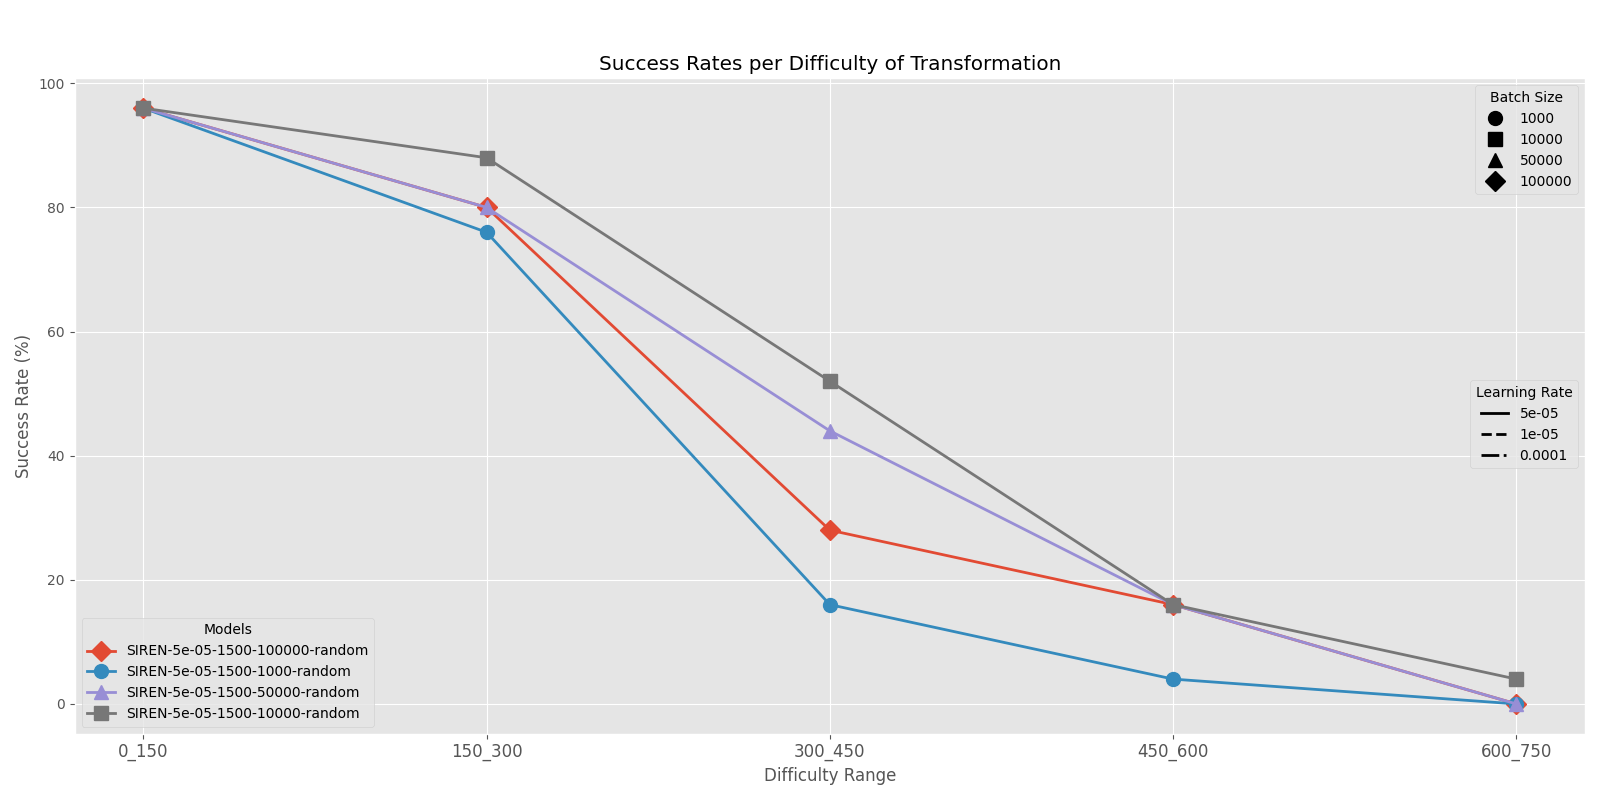 Success Rates per Difficulty of Transformation
100
80
60
40
20
0
Success Rate (%)
0_150
150_300
300_450
450_600
600_750
Difficulty Range
Batch Size
1000
10000
50000
100000
Learning Rate
5e-05
1e-05
0.0001
Models
SIREN-5e-05-1500-100000-random
SIREN-5e-05-1500-1000-random
SIREN-5e-05-1500-50000-random
SIREN-5e-05-1500-10000-random